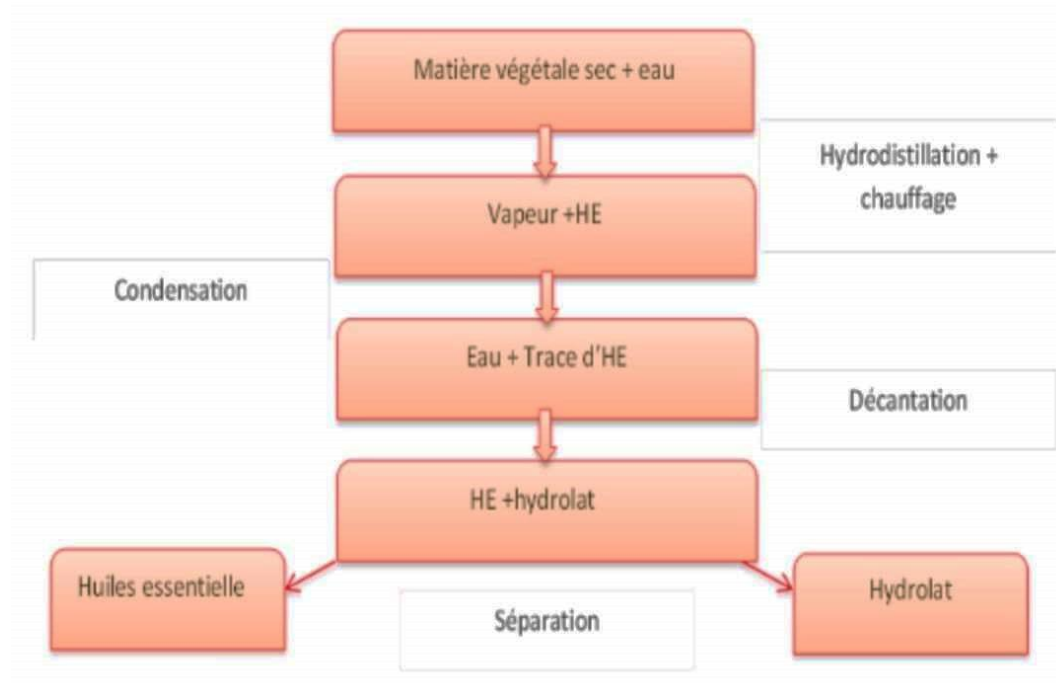 Matière végétale sec + eau
Hydrodistillation +
chauffage
Vapeur +HE
Condensation
Eau + Trace d'HE
Décantation
HE +hydrolat
Huiles essentielle
Hydrolat
Séparation